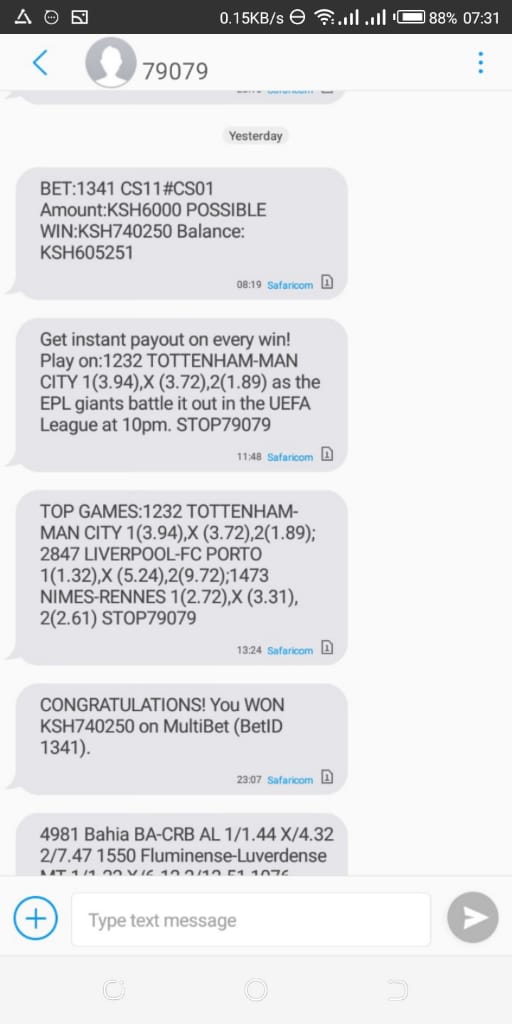 0.15KB/s 88% 07:31
79079
Safaricom
Yesterday
BET:1341 CS11#CS01
Amount:KSH6000 POSSIBLE
WIN:KSH740250 Balance:
KSH605251
08:19 Safaricom 1
Get instant payout on every win!
Play on:1232 TOTTENHAM-MAN
CITY 1(3.94),X (3.72),2(1.89) as the
EPL giants battle it out in the UEFA
League at 10pm. STOP79079
11:48 Safaricom 1
TOP GAMES:1232 TOTTENHAM-
MAN CITY 1(3.94),X (3.72),2(1.89);
2847 LIVERPOOL-FC PORTO
1(1.32),X (5.24),2(9.72);1473
NIMES-RENNES 1(2.72),X (3.31),
2(2.61) STOP79079
13:24 Safaricom 1
CONGRATULATIONS! You WON
KSH740250 on MultiBet (BetID
1341).
23:07 Safaricom 1
4981 Bahia BA-CRB AL 1/1.44 X/4.32
2/7.47 1550 Fluminense-Luverdense
Type text message